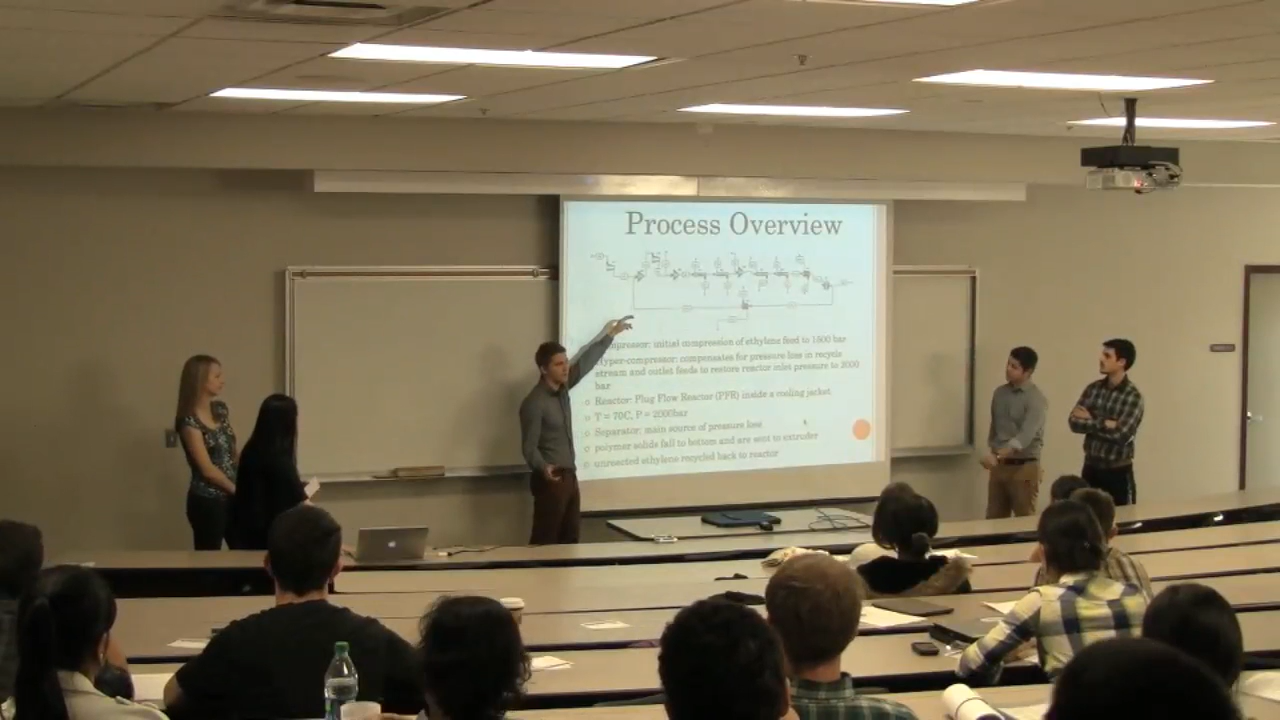 Process Overview
mpressor: initial compression of ethylene feed to 1500 bar
yper-compressor: compensates for pressure loss in recycle
stream and outlet feeds to restore reactor inlet pressure to 2000
bar
Reactor: Plug Flow Reactor (PFR) inside a cooling jacket.
T = 70C, P = 2000bar
Separator: main source of pressure loss
polymer solids fall to bottom and are sent to extruder
unreacted ethylene recycled back to reactor